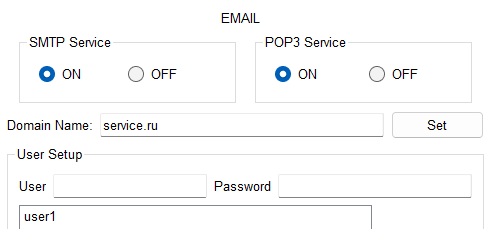 EMAIL
SMTP Service POP3 Service
ON OFF ON OFF
Domain Name: service.ru Set
User Setup
User Password
user1